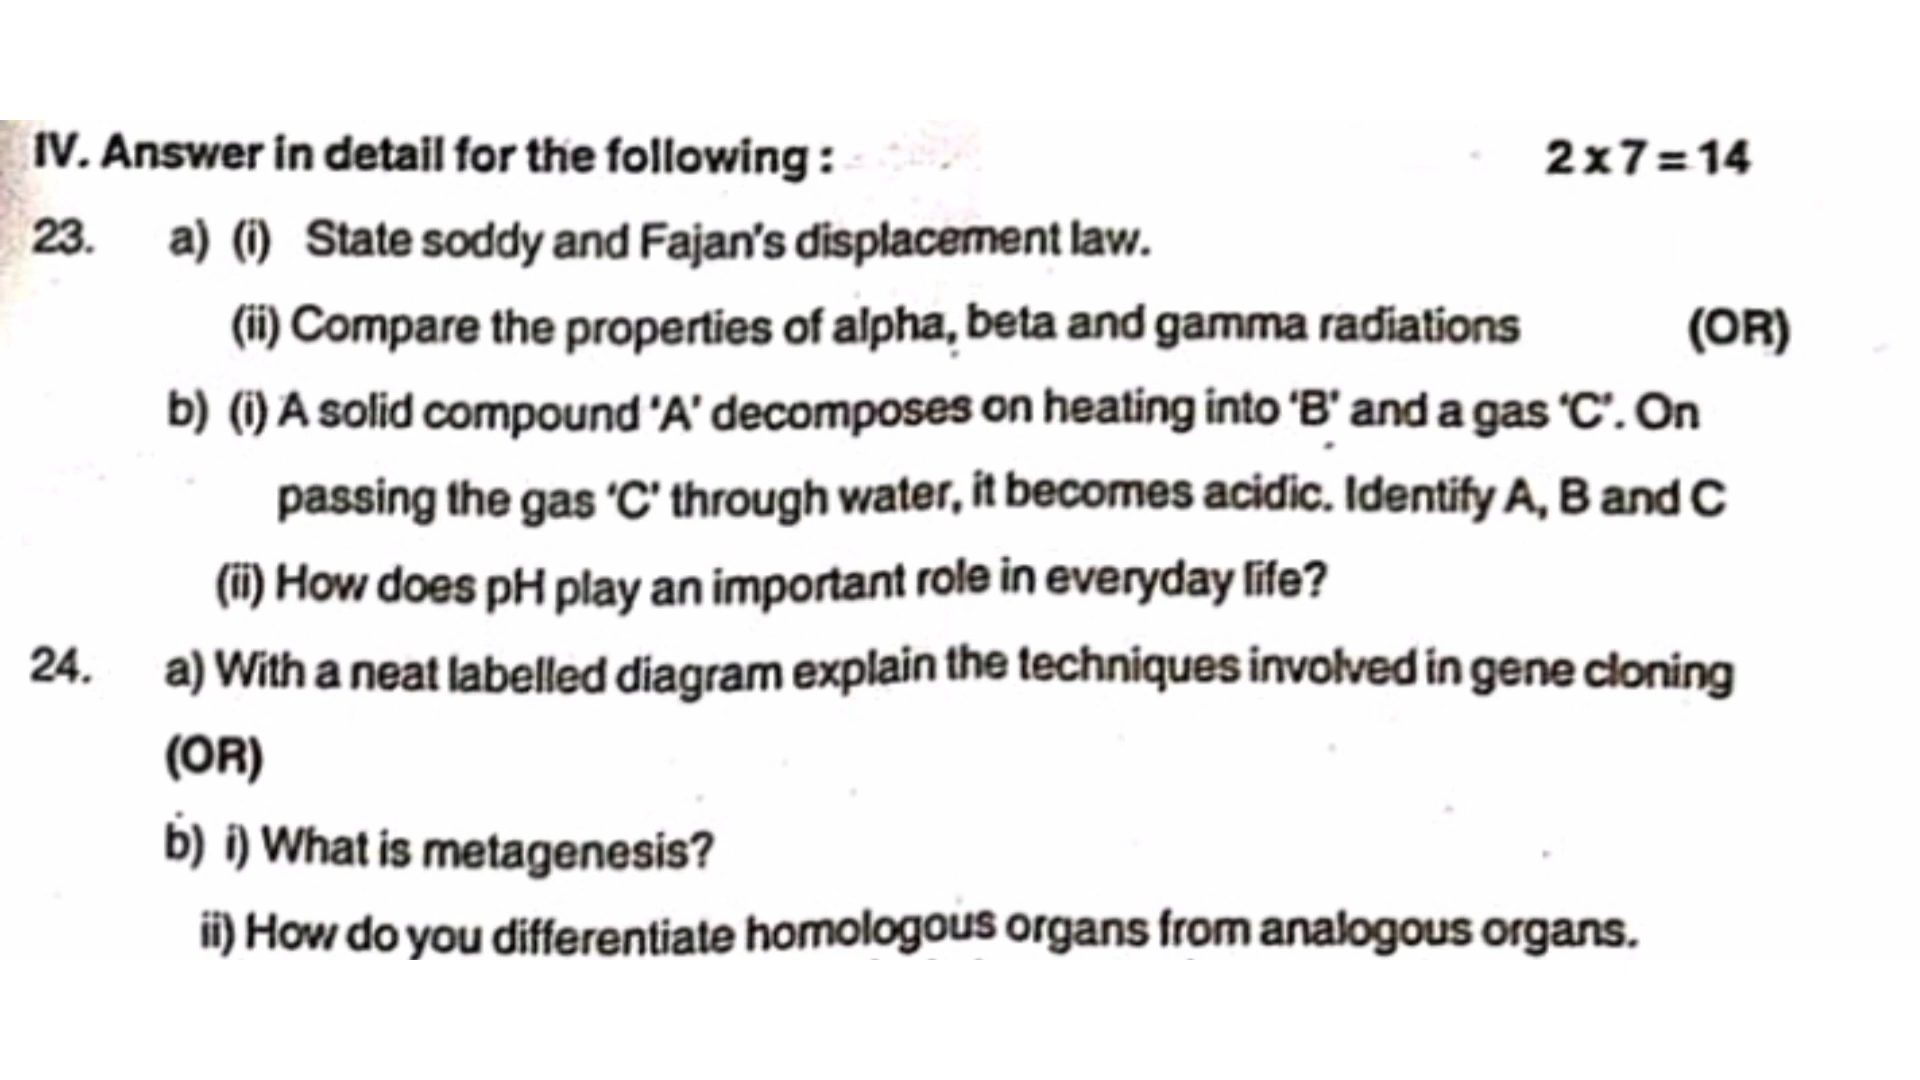 IV. Answer in detail for the following : 2 x 7 = 14
23. a) (i) State soddy and Fajan's displacement law.
(ii) Compare the properties of alpha, beta and gamma radiations (OR)
b) (i) A solid compound 'A' decomposes on heating into 'B' and a gas 'C'. On
passing the gas 'C' through water, it becomes acidic. Identify A, B and C
(ii) How does pH play an important role in everyday life?
24. a) With a neat labelled diagram explain the techniques involved in gene cloning
(OR)
b) i) What is metagenesis?
ii) How do you differentiate homologous organs from analogous organs.